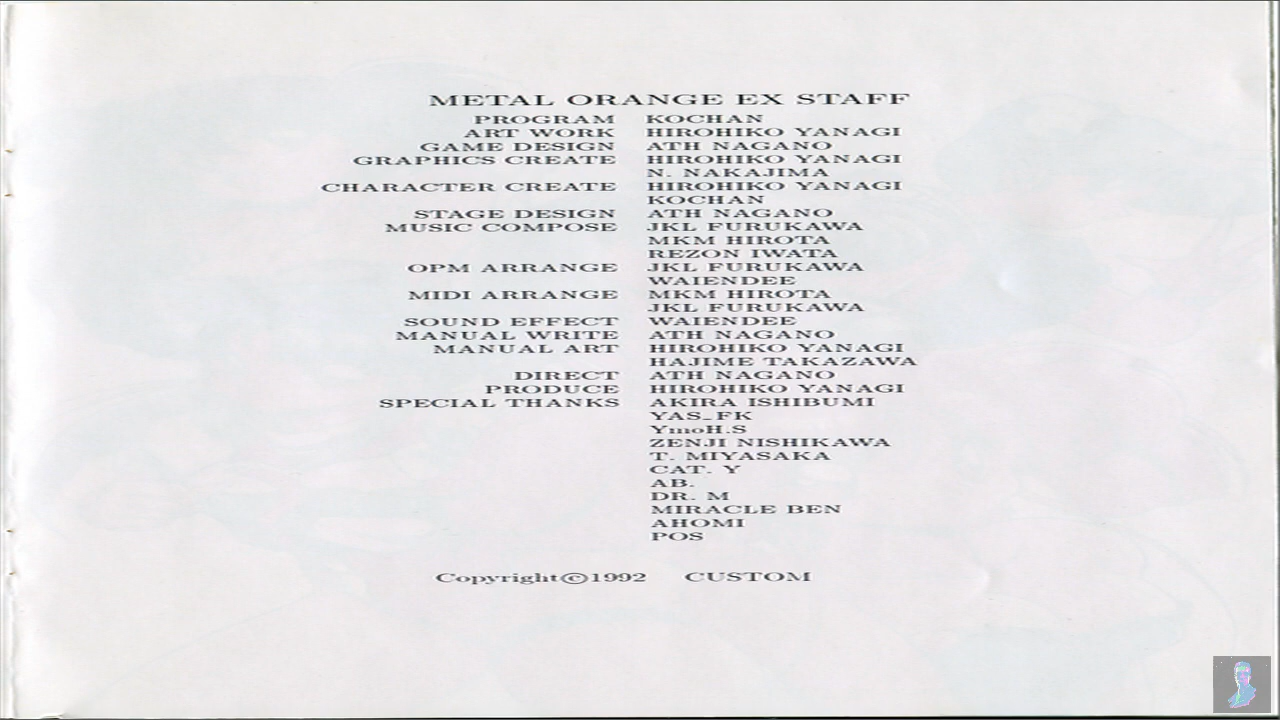 METAL ORANGE EX STAFF
PROGRAM KOCHAN
ART WORK HIROHIKO YANAGI
GAME DESIGN ATH NAGANO
GRAPHICS CREATE HIROHIKO YANAGI
N. NAKAJIMA
CHARACTER CREATE HIROHIKO YANAGI
KOCHAN
STAGE DESIGN ATH NAGANO
MUSIC COMPOSE JKL FURUKAWA
MKM HIROTA
REZON IWATA
OPM ARRANGE JKL FURUKAWA
WAIENDEE
MIDI ARRANGE MKM HIROTA
JKL FURUKAWA
SOUND EFFECT WAIENDEE
MANUAL WRITE ATH NAGANO
MANUAL ART HIROHIKO YANAGI
HAJIME TAKAZAWA
DIRECT ATH NAGANO
PRODUCE HIROHIKO YANAGI
SPECIAL THANKS AKIRA ISHIBUMI
YAS_FK
YmoH.S
ZENJI NISHIKAWA
T. MIYASAKA
CAT. Y
AB.
DR. M
MIRACLE BEN
AHOMI
POS
Copyright©1992 CUSTOM